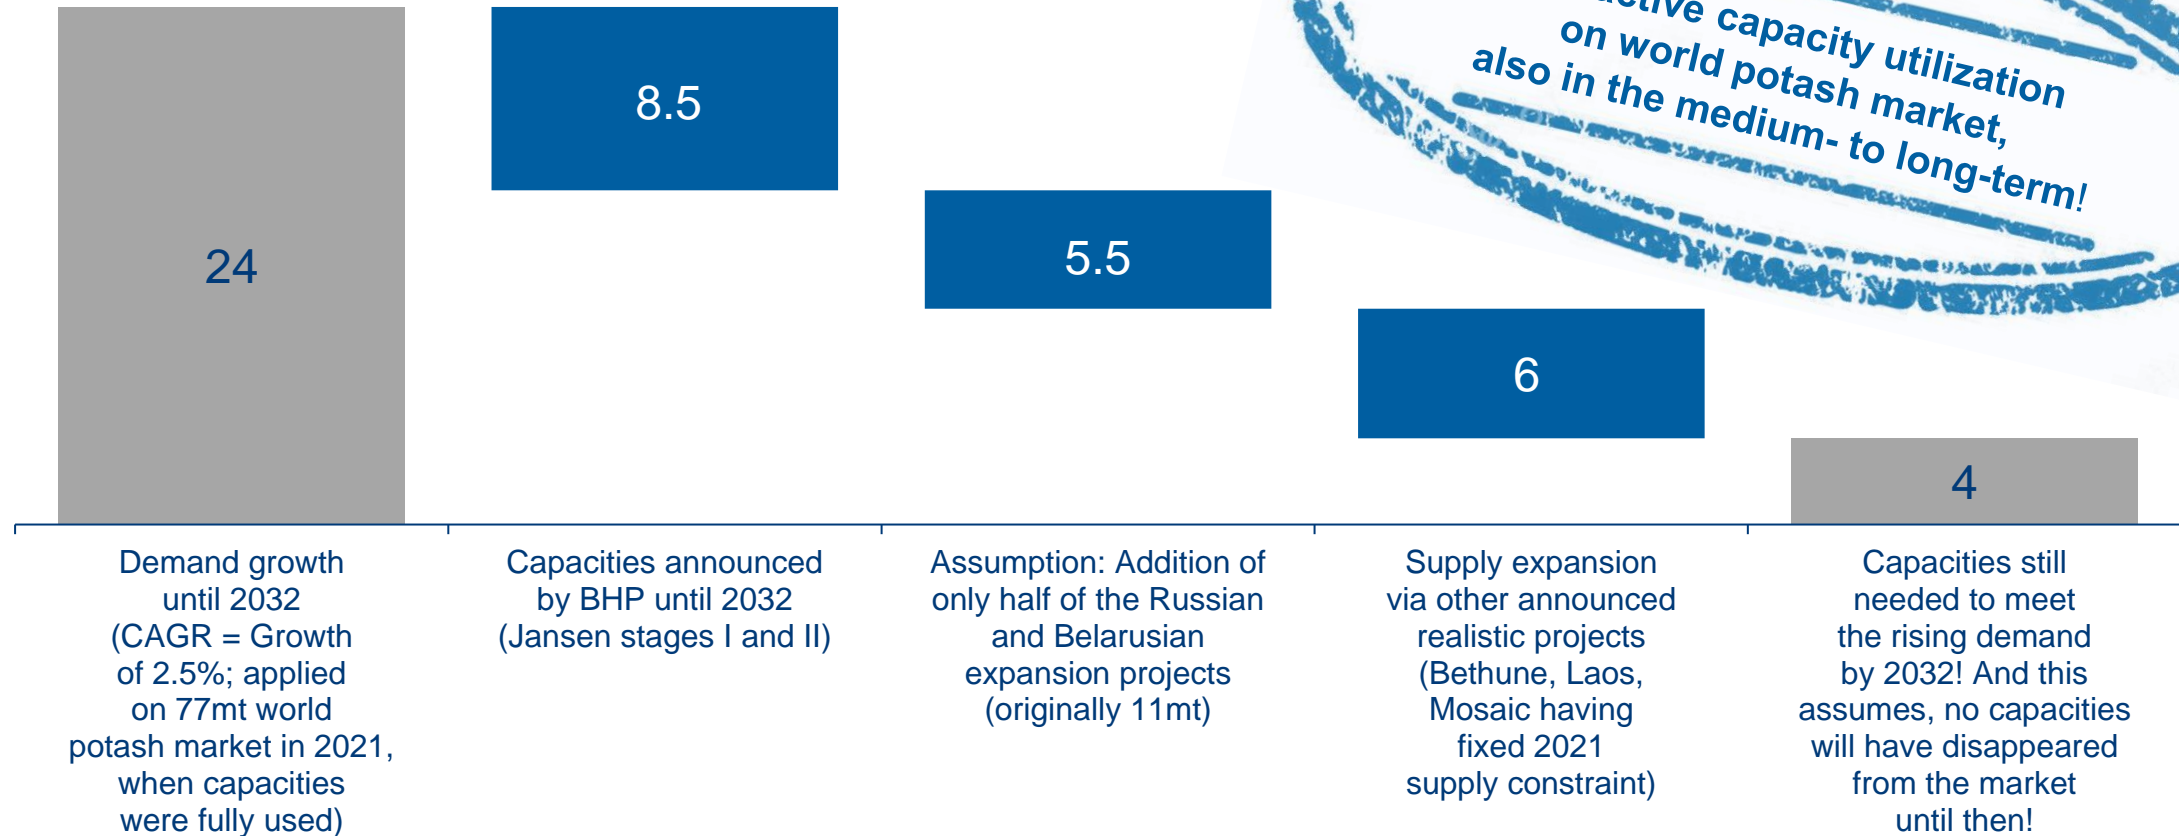 capacity utilization
on world potash market,
also in the medium- to long-term!
24
8.5
5.5
6
4
Demand growth
until 2032
(CAGR = Growth
of 2.5%; applied
on 77mt world
potash market in 2021,
when capacities
were fully used)
Capacities announced
by BHP until 2032
(Jansen stages I and II)
Assumption: Addition of
only half of the Russian
and Belarusian
expansion projects
(originally 11mt)
Supply expansion
via other announced
realistic projects
(Bethune, Laos,
Mosaic having
fixed 2021
supply constraint)
Capacities still
needed to meet
the rising demand
by 2032! And this
assumes, no capacities
will have disappeared
from the market
until then!